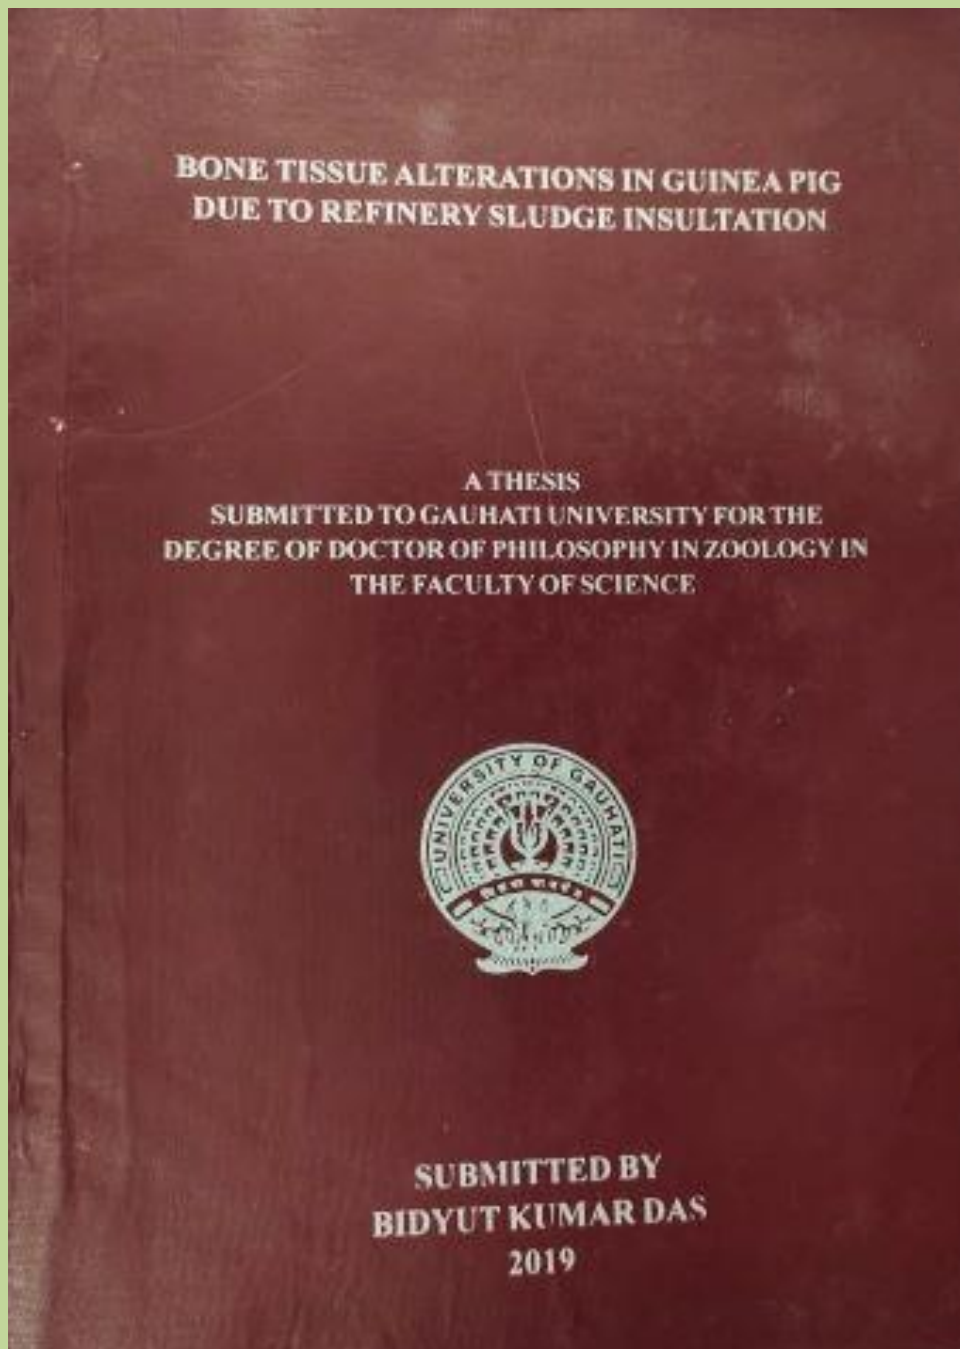 BONE TISSUE ALTERATIONS IN GUINEA PIG
DUE TO REFINERY SLUDGE INSULTATION
A THESIS
SUBMITTED TO GAUHATI UNIVERSITY FOR THE
DEGREE OF DOCTOR OF PHILOSOPHY IN ZOOLOGY IN
THE FACULTY OF SCIENCE
UNIVERSITY OF GAUHATI
SUBMITTED BY
BIDYUT KUMAR DAS
2019